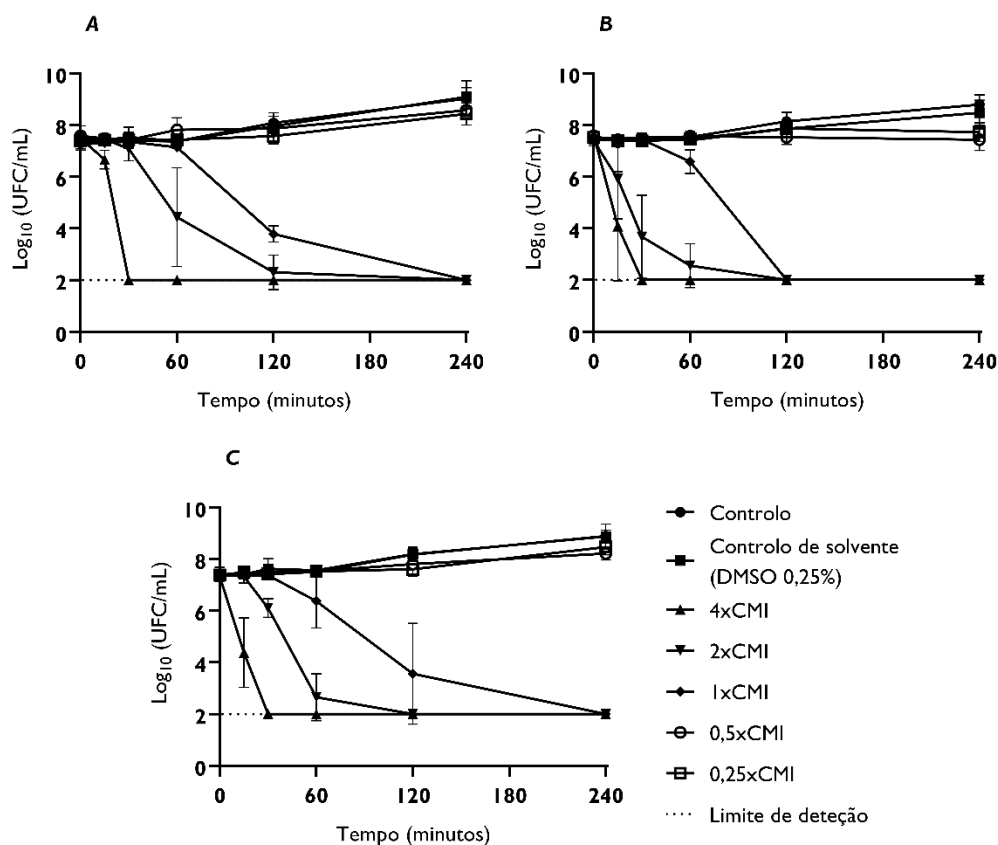 A
Log10 (UFC/mL)
10
8
6
4
2
0
0 60 120 180 240
Tempo (minutos)
B
Log10 (UFC/mL)
10
8
6
4
2
0
0 60 120 180 240
Tempo (minutos)
C
Log10 (UFC/mL)
10
8
6
4
2
0
0 60 120 180 240
Tempo (minutos)
Controlo
Controlo de solvente
(DMSO 0,25%)
4xCMI
2xCMI
1xCMI
0,5xCMI
0,25xCMI
Limite de deteção